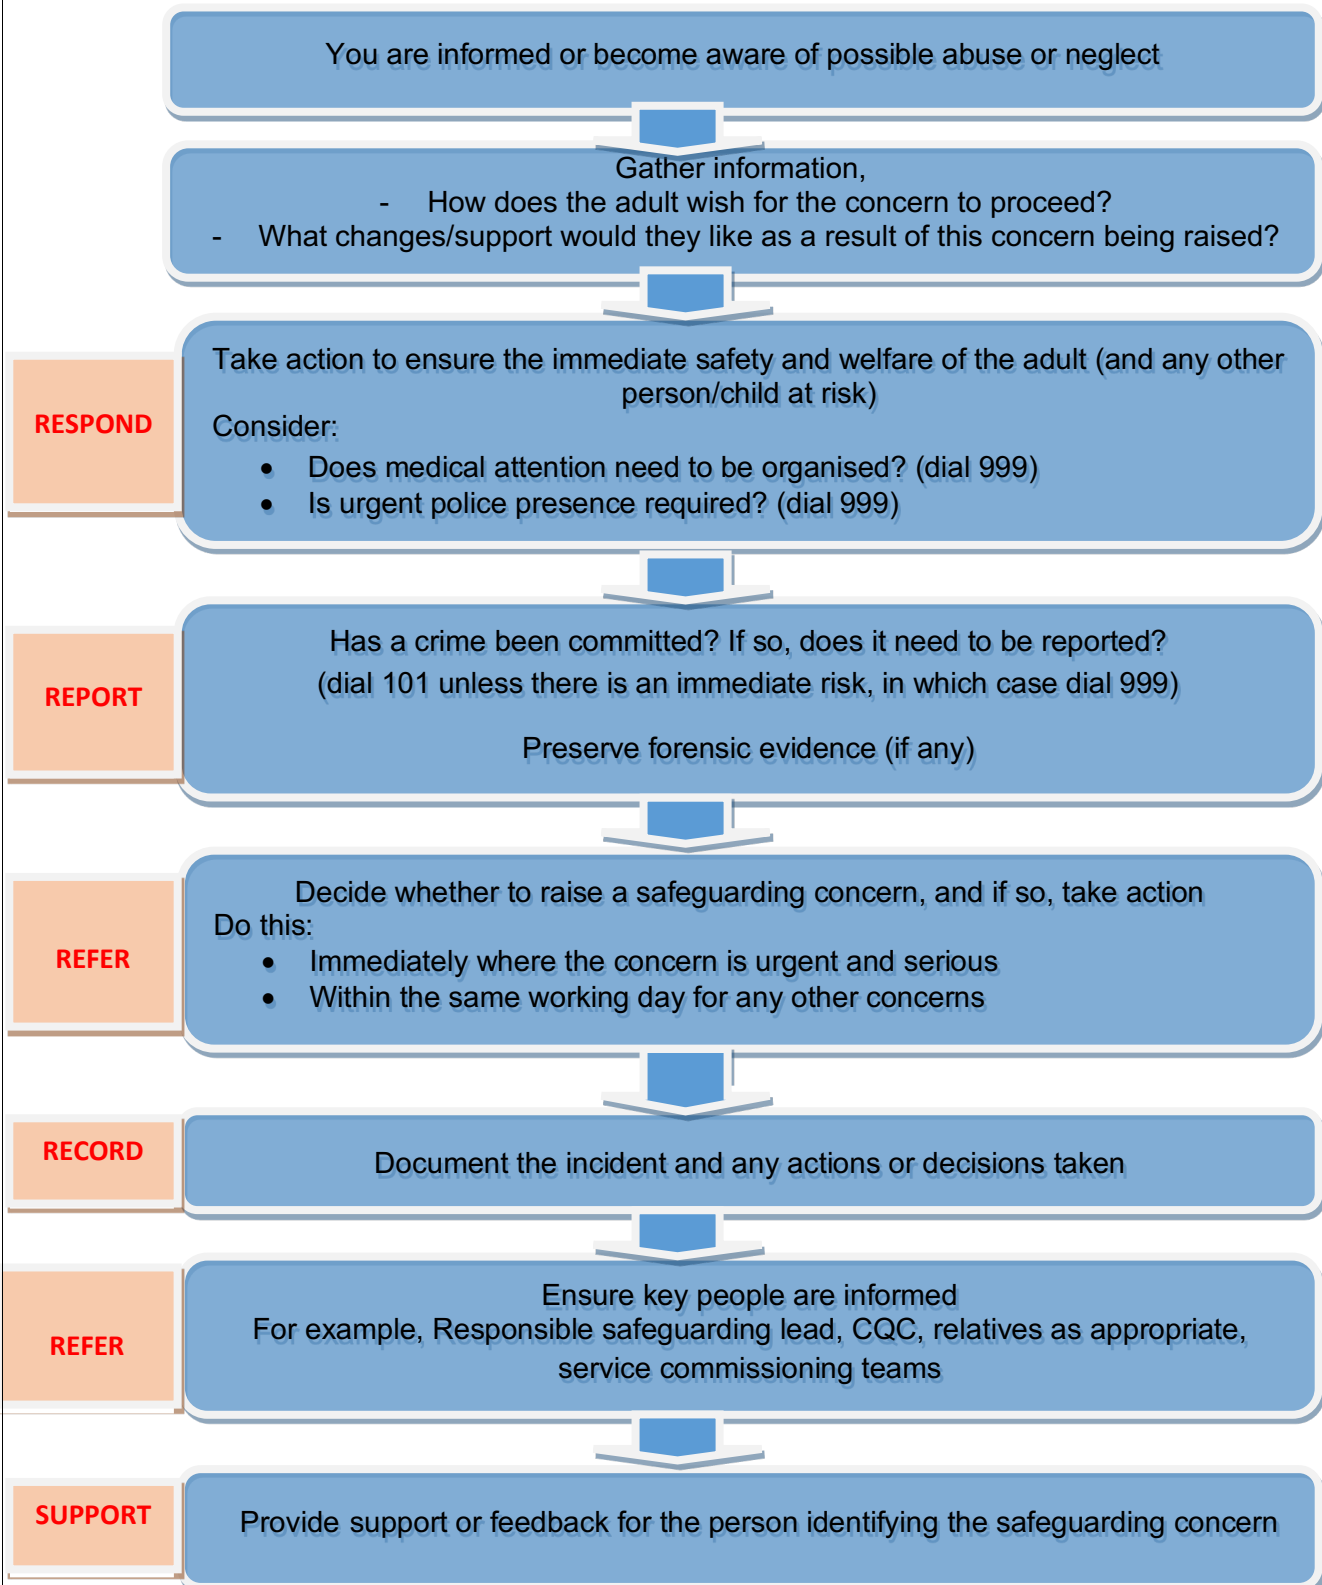 You are informed or become aware of possible abuse or neglect
Gather information,
- How does the adult wish for the concern to proceed?
- What changes/support would they like as a result of this concern being raised?
RESPOND
Take action to ensure the immediate safety and welfare of the adult (and any other
person/child at risk)
Consider:
• Does medical attention need to be organised? (dial 999)
• Is urgent police presence required? (dial 999)
REPORT
Has a crime been committed? If so, does it need to be reported?
(dial 101 unless there is an immediate risk, in which case dial 999)
Preserve forensic evidence (if any)
REFER
Decide whether to raise a safeguarding concern, and if so, take action
Do this:
• Immediately where the concern is urgent and serious
• Within the same working day for any other concerns
RECORD
Document the incident and any actions or decisions taken
REFER
Ensure key people are informed
For example, Responsible safeguarding lead, CQC, relatives as appropriate,
service commissioning teams
SUPPORT
Provide support or feedback for the person identifying the safeguarding concern